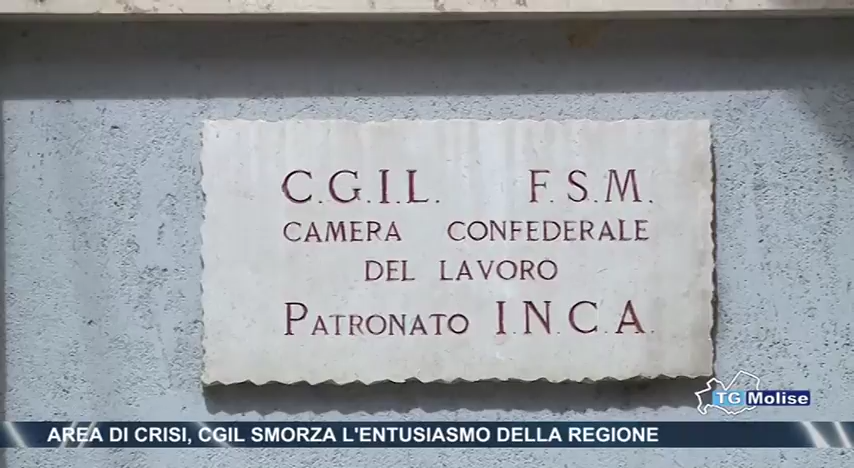 C.G.I.L. F.S.M.
CAMERA CONFEDERALE
DEL LAVORO
PATRONATO I.N.C.A.
TG Molise
AREA DI CRISI, CGIL SMORZA L'ENTUSIASMO DELLA REGIONE